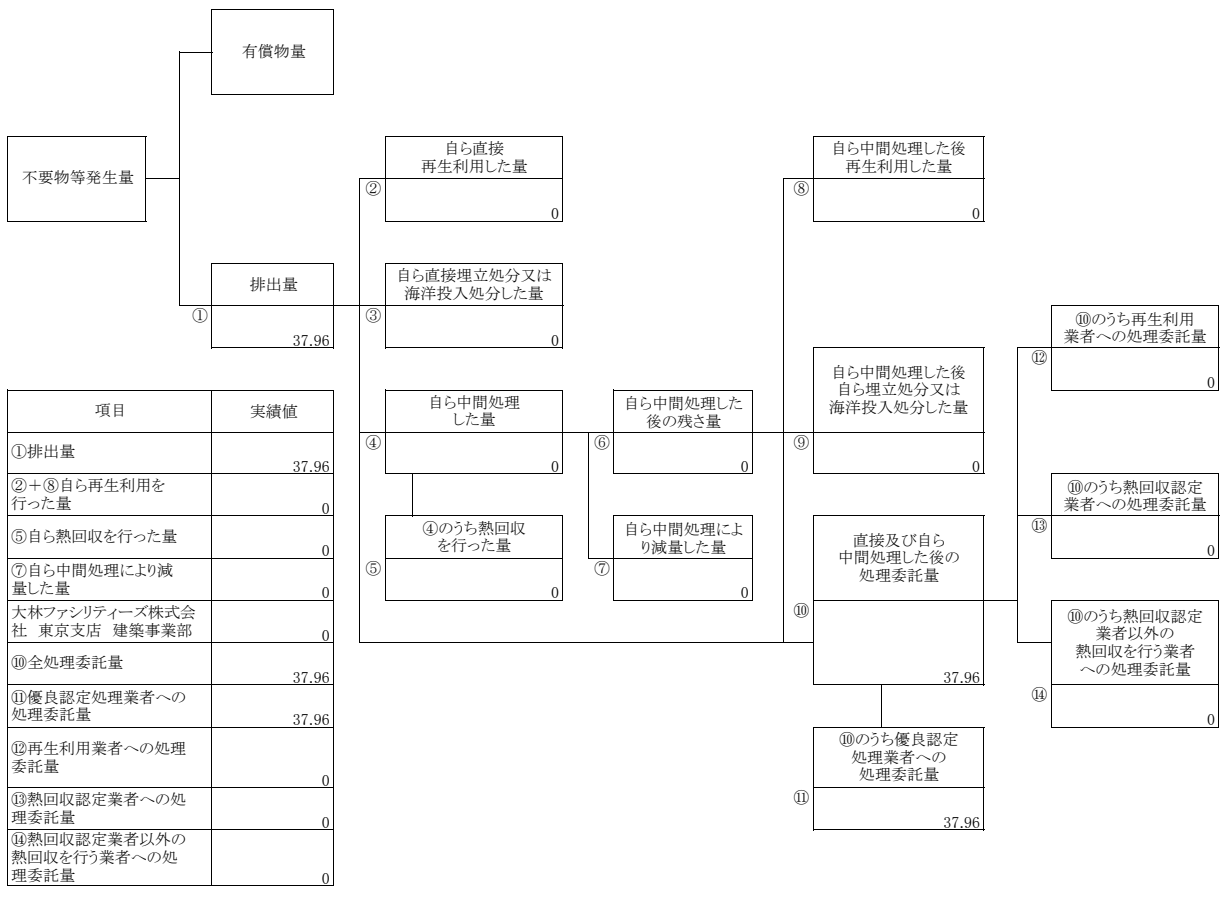 有償物量
不要物等発生量
排出量
①
37.96
自ら直接
再生利用した量
②
0
自ら直接埋立処分又は
海洋投入処分した量
③
0
自ら中間処理
した量
④
0
④のうち熱回収
を行った量
⑤
0
自ら中間処理した
後の残さ量
⑥
0
自ら中間処理によ
り減量した量
⑦
0
自ら中間処理した後
再生利用した量
⑧
0
自ら中間処理した後
自ら埋立処分又は
海洋投入処分した量
⑨
0
直接及び自ら
中間処理した後の
処理委託量
⑩
37.96
⑩のうち優良認定
処理業者への
処理委託量
⑪
37.96
⑩のうち再生利用
業者への処理委託量
⑫
0
⑩のうち熱回収認定
業者への処理委託量
⑬
0
⑩のうち熱回収認定
業者以外の
熱回収を行う業者
への処理委託量
⑭
0
項目 実績値
①排出量
37.96
②＋⑧自ら再生利用を
行った量
0
⑤自ら熱回収を行った量
0
⑦自ら中間処理により減
量した量
0
大林ファシリティーズ株式会
社 東京支店 建築事業部
0
⑩全処理委託量
37.96
⑪優良認定処理業者への
処理委託量
37.96
⑫再生利用業者への処理
委託量
0
⑬熱回収認定業者への処
理委託量
0
⑭熱回収認定業者以外の
熱回収を行う業者への処
理委託量
0